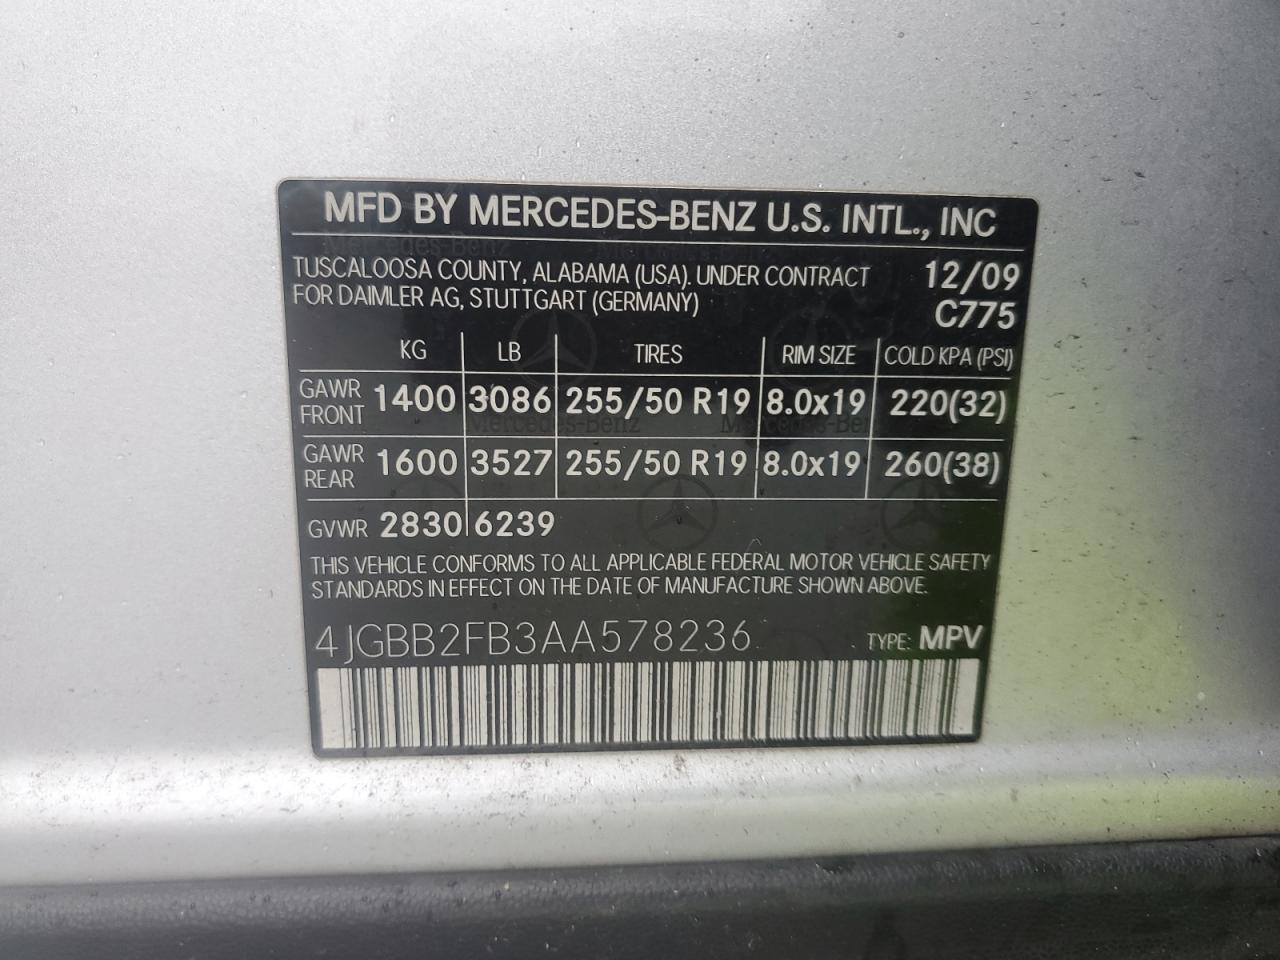 MFD BY MERCEDES-BENZ U.S. INTL., INC
TUSCALOOSA COUNTY, ALABAMA (USA). UNDER CONTRACT 12/09
FOR DAIMLER AG, STUTTGART (GERMANY) C775
KG LB TIRES RIM SIZE COLD KPA (PSI)
GAWR FRONT 1400 3086 255/50 R19 8.0x19 220(32)
GAWR REAR 1600 3527 255/50 R19 8.0x19 260(38)
GVWR 2830 6239
THIS VEHICLE CONFORMS TO ALL APPLICABLE FEDERAL MOTOR VEHICLE SAFETY
STANDARDS IN EFFECT ON THE DATE OF MANUFACTURE SHOWN ABOVE.
4JGBB2FB3AA578236 TYPE: MPV